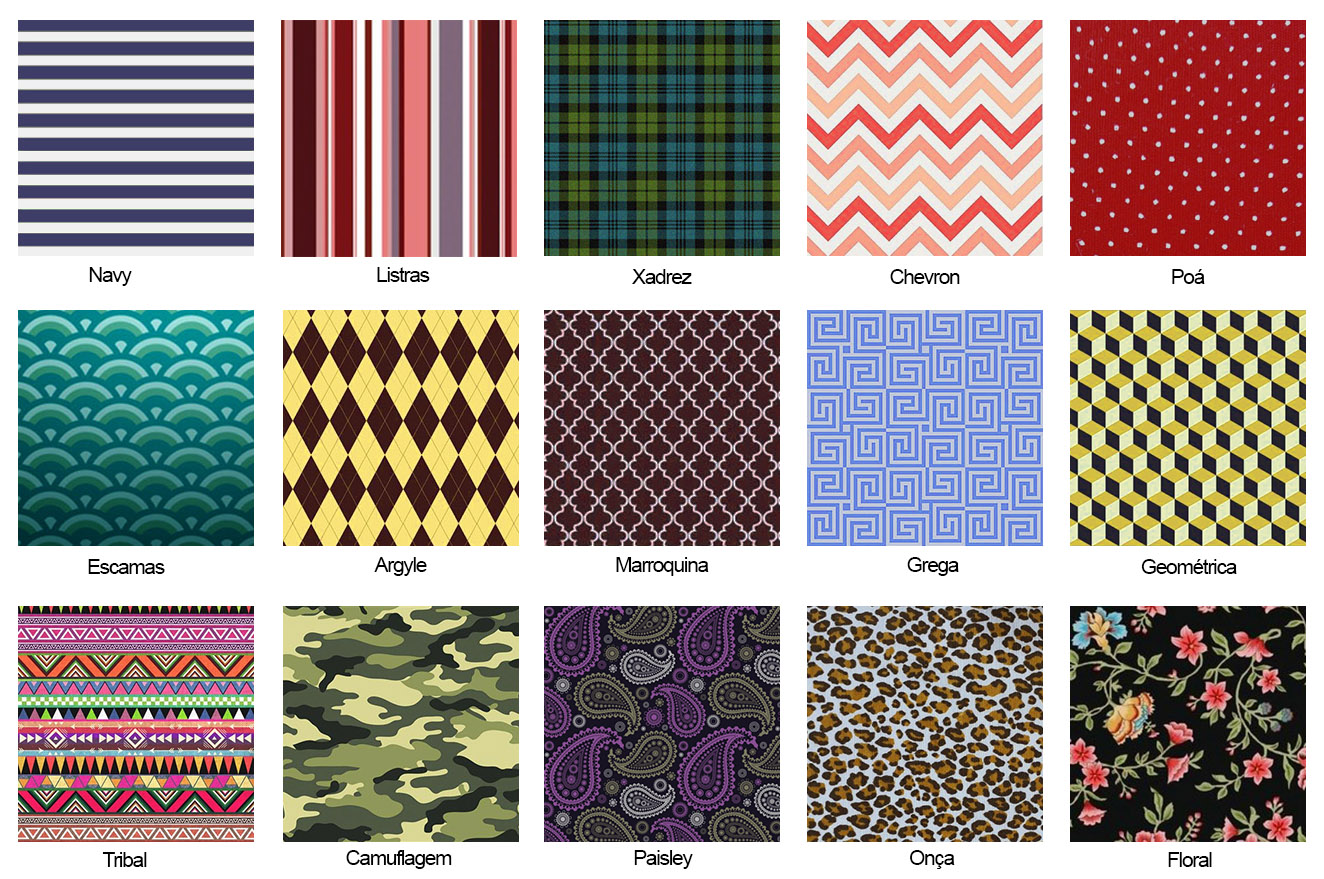 Navy
Listras
Xadrez
Chevron
Poá
Escamas
Argyle
Marroquina
Grega
Geométrica
Tribal
Camuflagem
Paisley
Onça
Floral